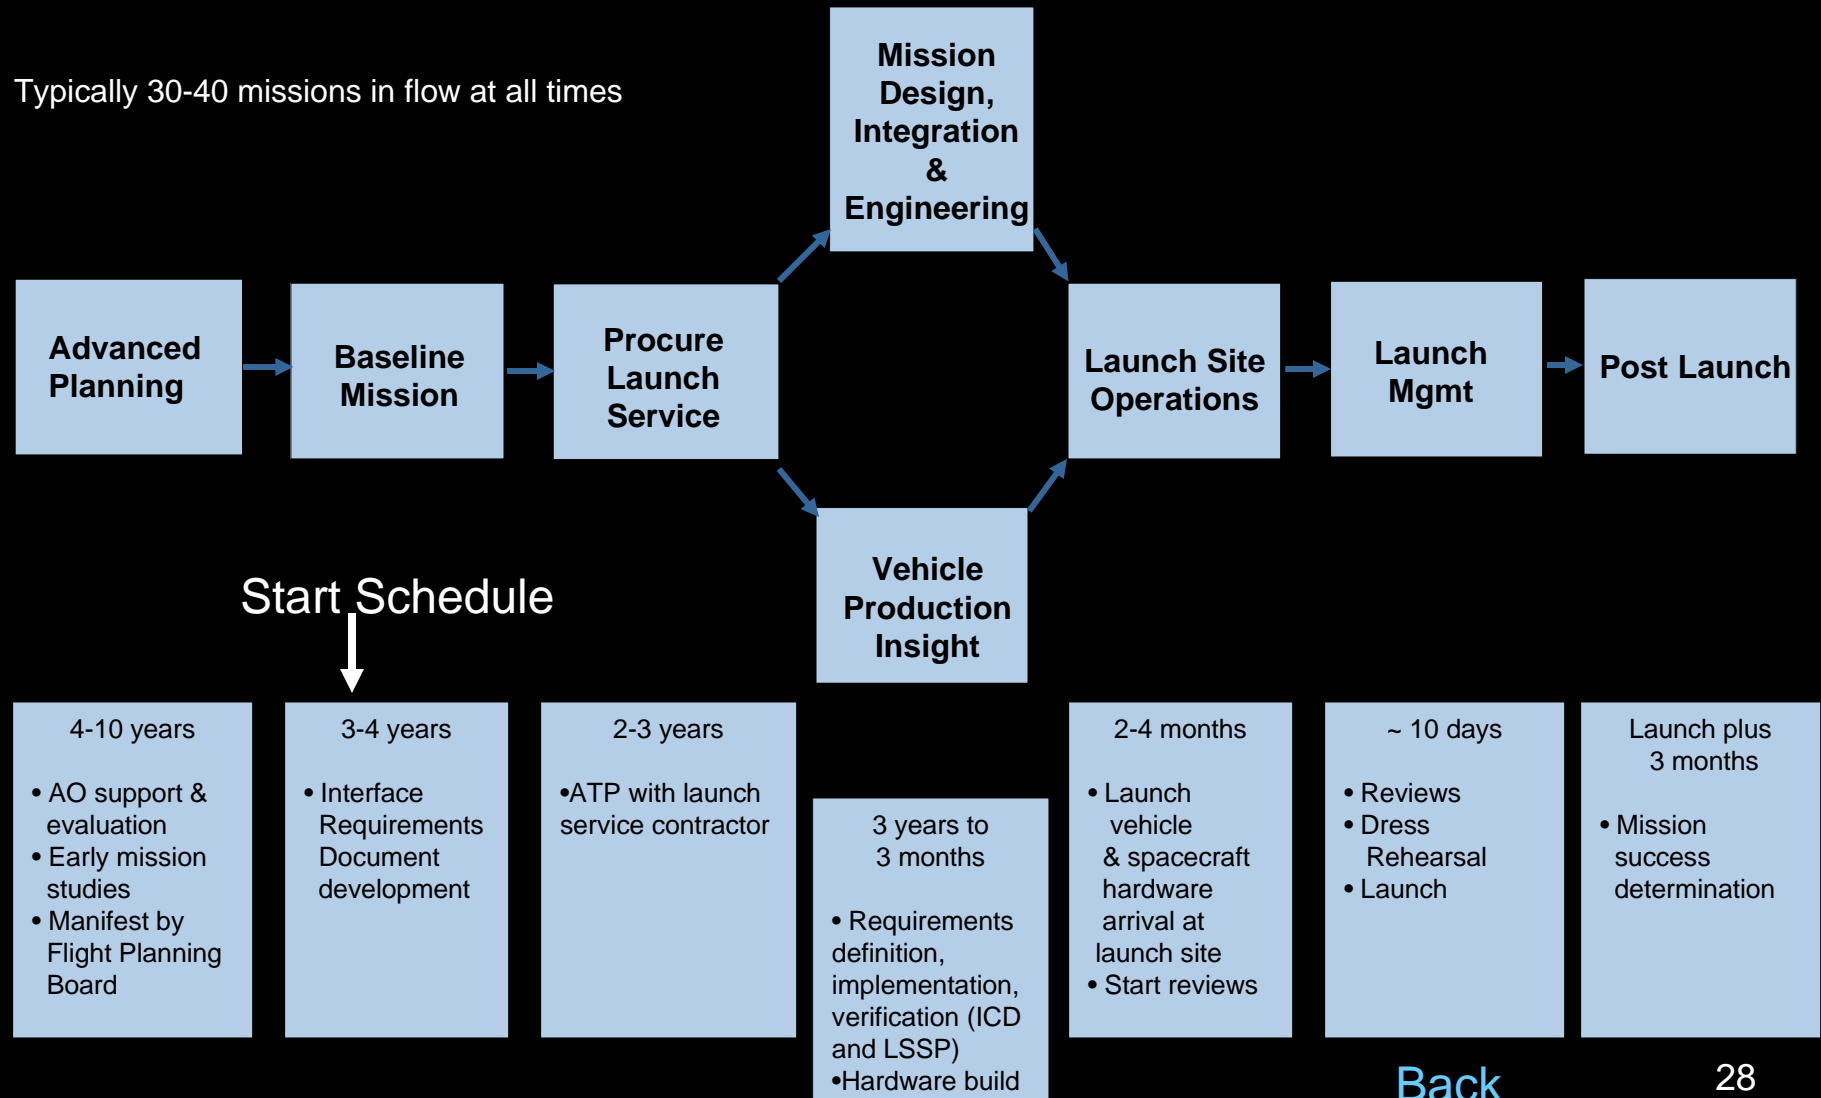 Typically 30-40 missions in flow at all times
Mission
Design,
Integration
&
Engineering
Advanced
Planning
Baseline
Mission
Procure
Launch
Service
Launch Site
Operations
Launch
Mgmt
Post Launch
Vehicle
Production
Insight
Start Schedule
4-10 years
• AO support &
evaluation
• Early mission
studies
• Manifest by
Flight Planning
Board
3-4 years
• Interface
Requirements
Document
development
2-3 years
•ATP with launch
service contractor
3 years to
3 months
• Requirements
definition,
implementation,
verification (ICD
and LSSP)
•Hardware build
2-4 months
• Launch
vehicle
& spacecraft
hardware
arrival at
launch site
• Start reviews
~ 10 days
• Reviews
• Dress
Rehearsal
• Launch
Launch plus
3 months
• Mission
success
determination
Back
28